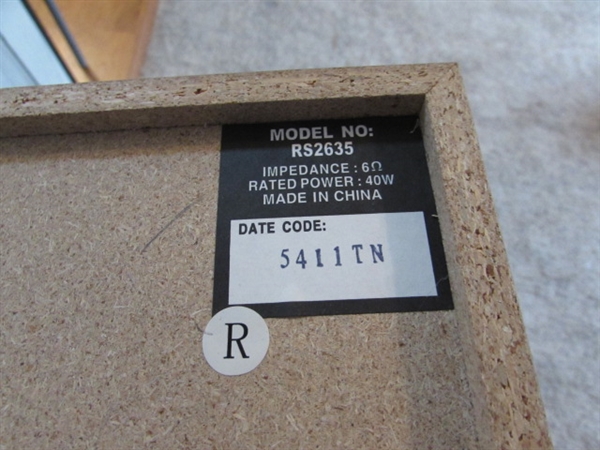 MODEL NO:
RS2635
IMPEDANCE : 6Ω
RATED POWER : 40W
MADE IN CHINA
DATE CODE:
5411TN
R